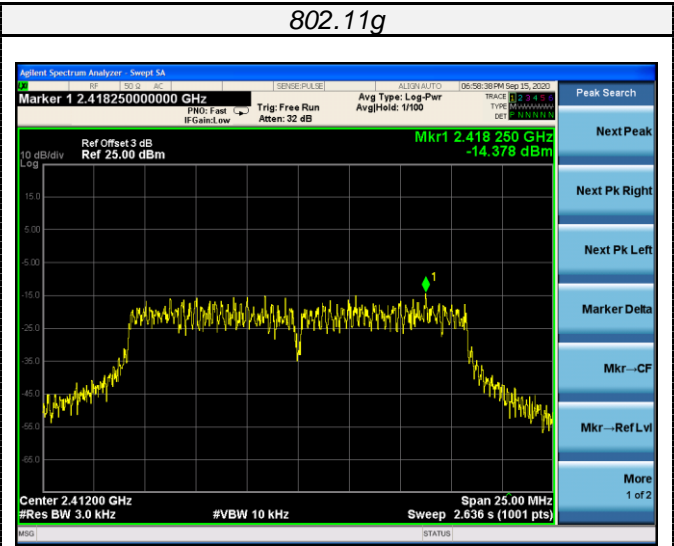 802.11g
Agilent Spectrum Analyzer - Swept SA
RF 50 Ω AC SENSE:PULSE ALIGN AUTO 06:58:38 PM Sep 15, 2020
Marker 1 2.418250000000 GHz
PNO: Fast
IFGain:Low
Trig: Free Run
Atten: 32 dB
Avg Type: Log-Pwr
Avg|Hold: 1/100
TRACE 1 2 3 4 5 6
TYPE M
DET P N N N N N
Peak Search
Ref Offset 3 dB
Ref 25.00 dBm
10 dB/div
Log
Mkr1 2.418 250 GHz
-14.378 dBm
15.0
5.00
-5.00
-15.0
-25.0
-35.0
-45.0
-55.0
-65.0
1
Center 2.41200 GHz
#Res BW 3.0 kHz
#VBW 10 kHz
Span 25.00 MHz
Sweep 2.636 s (1001 pts)
Next Peak
Next Pk Right
Next Pk Left
Marker Delta
Mkr→CF
Mkr→Ref Lvl
More
1 of 2
MSG
STATUS